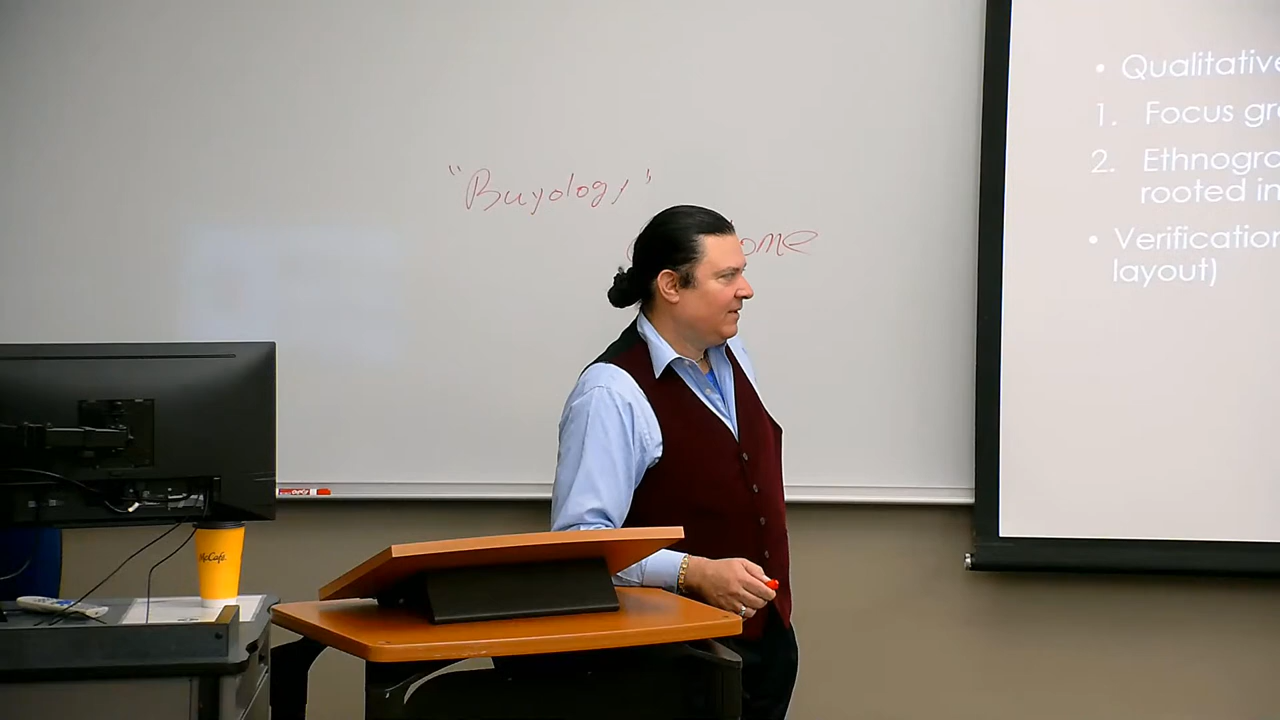 "Buyology"
ome
Qualitative
1. Focus gr
2. Ethnogra
rooted in
• Verification
layout)
McCafé